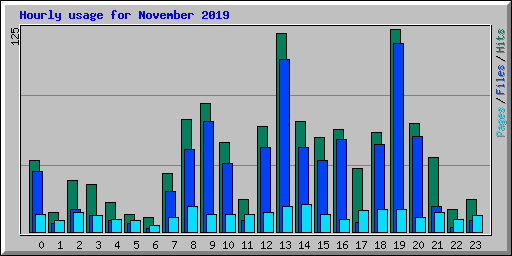 Hourly usage for November 2019
125
Pages/Files/Hits
0 1 2 3 4 5 6 7 8 9 10 11 12 13 14 15 16 17 18 19 20 21 22 23